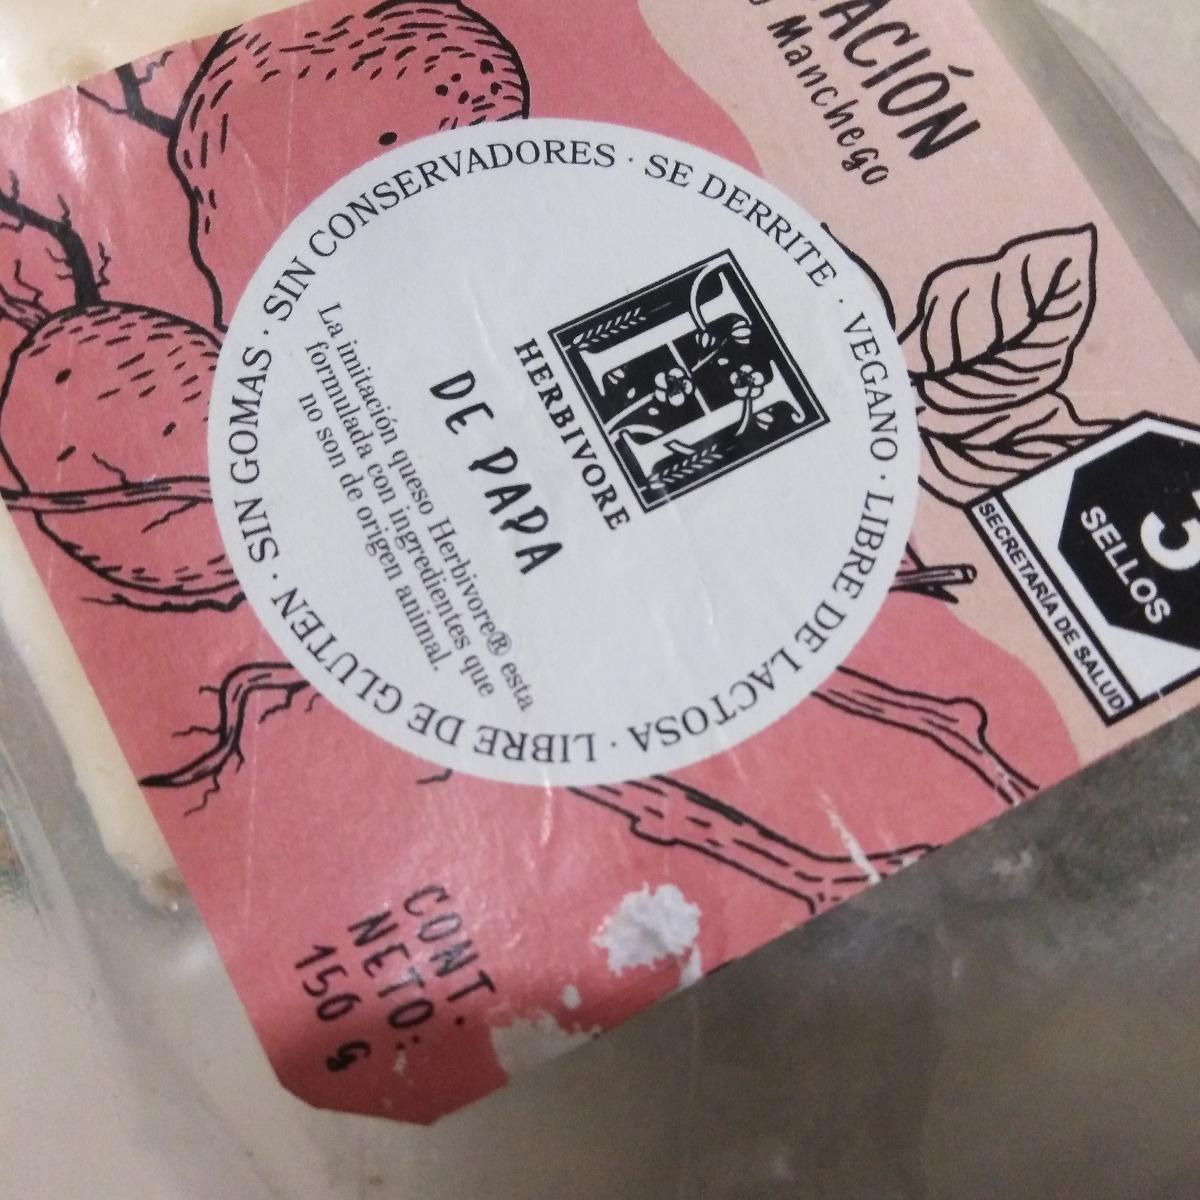 Manchego
SIN GOMAS · SIN CONSERVADORES · SE DERRITE · VEGANO · LIBRE DE LACTOSA · LIBRE DE GLUTEN ·
H
HERBIVORE
DE PAPA
La imitación queso Herbivore® esta
formulada con ingredientes que
no son de origen animal.
SELLOS
SECRETARÍA DE SALUD
CONT.
NETO:
150 g